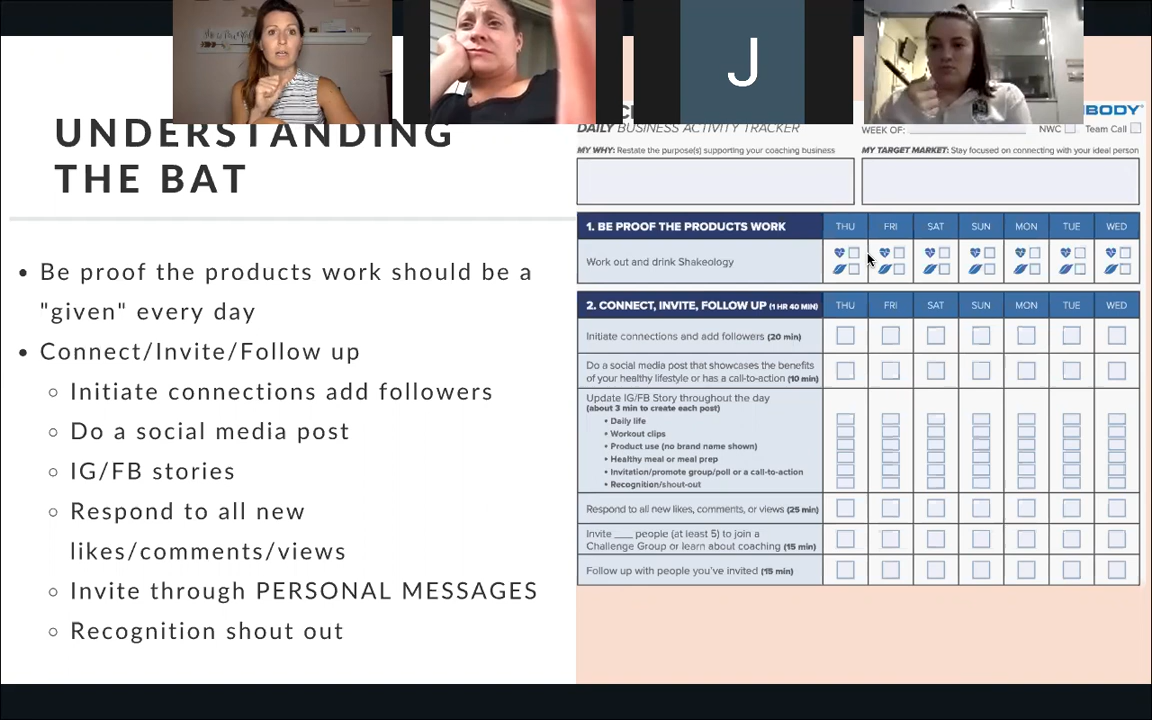 J
UNDERSTANDING
THE BAT
• Be proof the products work should be a
"given" every day
• Connect/Invite/Follow up
◦ Initiate connections add followers
◦ Do a social media post
◦ IG/FB stories
◦ Respond to all new
likes/comments/views
◦ Invite through PERSONAL MESSAGES
◦ Recognition shout out
BODY
DAILY BUSINESS ACTIVITY TRACKER
WEEK OF: NWC Team Call
MY WHY: Restate the purpose(s) supporting your coaching business
MY TARGET MARKET: Stay focused on connecting with your ideal person
1. BE PROOF THE PRODUCTS WORK THU FRI SAT SUN MON TUE WED
Work out and drink Shakeology
2. CONNECT, INVITE, FOLLOW UP (1 HR 40 MIN) THU FRI SAT SUN MON TUE WED
Initiate connections and add followers (20 min)
Do a social media post that showcases the benefits
of your healthy lifestyle or has a call-to-action (10 min)
Update IG/FB Story throughout the day
(about 3 min to create each post)
• Daily life
• Workout clips
• Product use (no brand name shown)
• Healthy meal or meal prep
• Invitation/promote group/poll or a call-to-action
• Recognition/shout-out
Respond to all new likes, comments, or views (25 min)
Invite ___ people (at least 5) to join a
Challenge Group or learn about coaching (15 min)
Follow up with people you've invited (15 min)